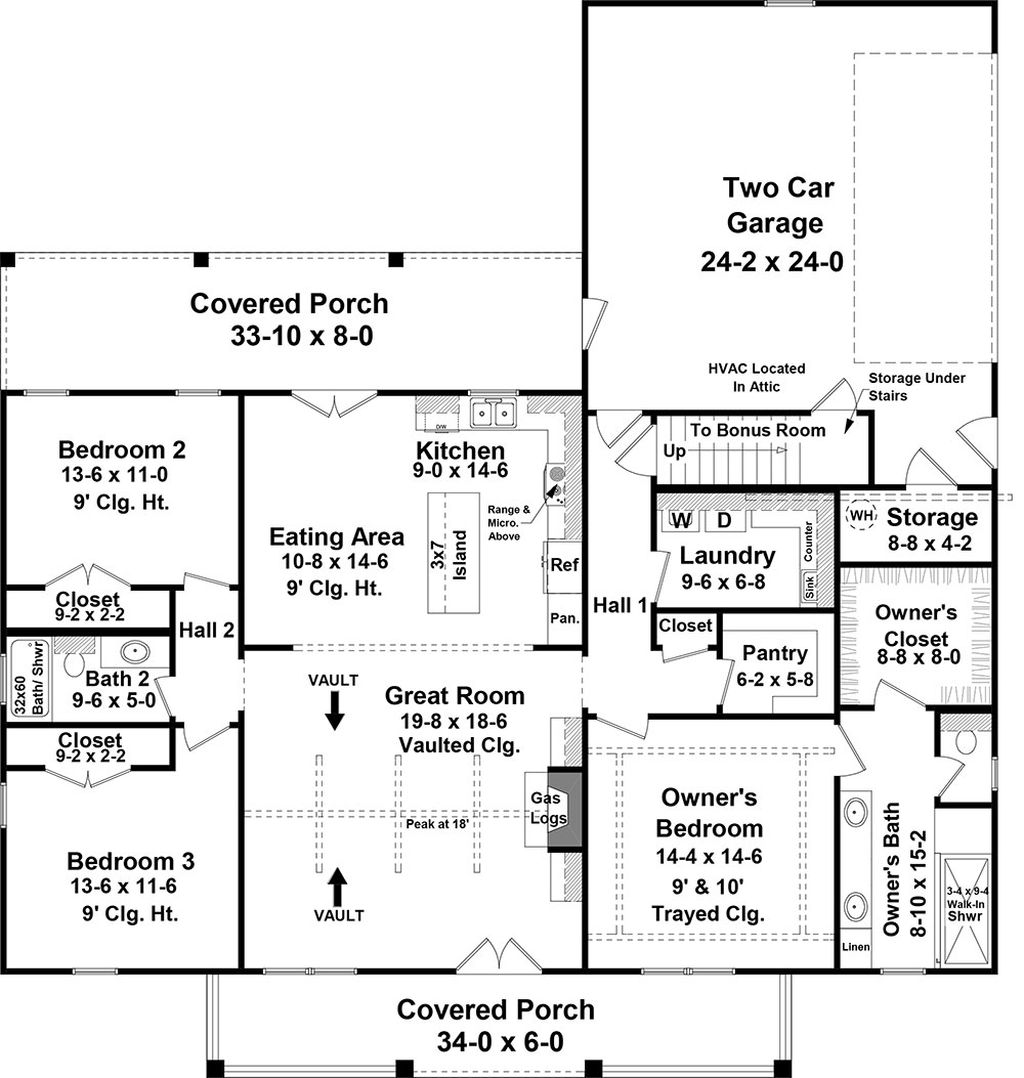 Two Car
Garage
24-2 x 24-0
Covered Porch
33-10 x 8-0
HVAC Located
In Attic
Storage Under
Stairs
Bedroom 2
13-6 x 11-0
9' Clg. Ht.
D/W
Kitchen
9-0 x 14-6
To Bonus Room
Up
Range &
Micro.
Above
Eating Area
10-8 x 14-6
9' Clg. Ht.
3x7
Island
Ref
Pan.
W
D
Laundry
9-6 x 6-8
Counter
Sink
WH
Storage
8-8 x 4-2
Closet
9-2 x 2-2
Hall 2
Hall 1
Closet
Owner's
Closet
8-8 x 8-0
32x60
Bath/ Shwr
Bath 2
9-6 x 5-0
Pantry
6-2 x 5-8
VAULT
Great Room
19-8 x 18-6
Vaulted Clg.
Closet
9-2 x 2-2
Gas
Logs
Peak at 18'
Owner's
Bedroom
14-4 x 14-6
9' & 10'
Trayed Clg.
Bedroom 3
13-6 x 11-6
9' Clg. Ht.
VAULT
Owner's Bath
8-10 x 15-2
3-4 x 9-4
Walk-In
Shwr
Linen
Covered Porch
34-0 x 6-0